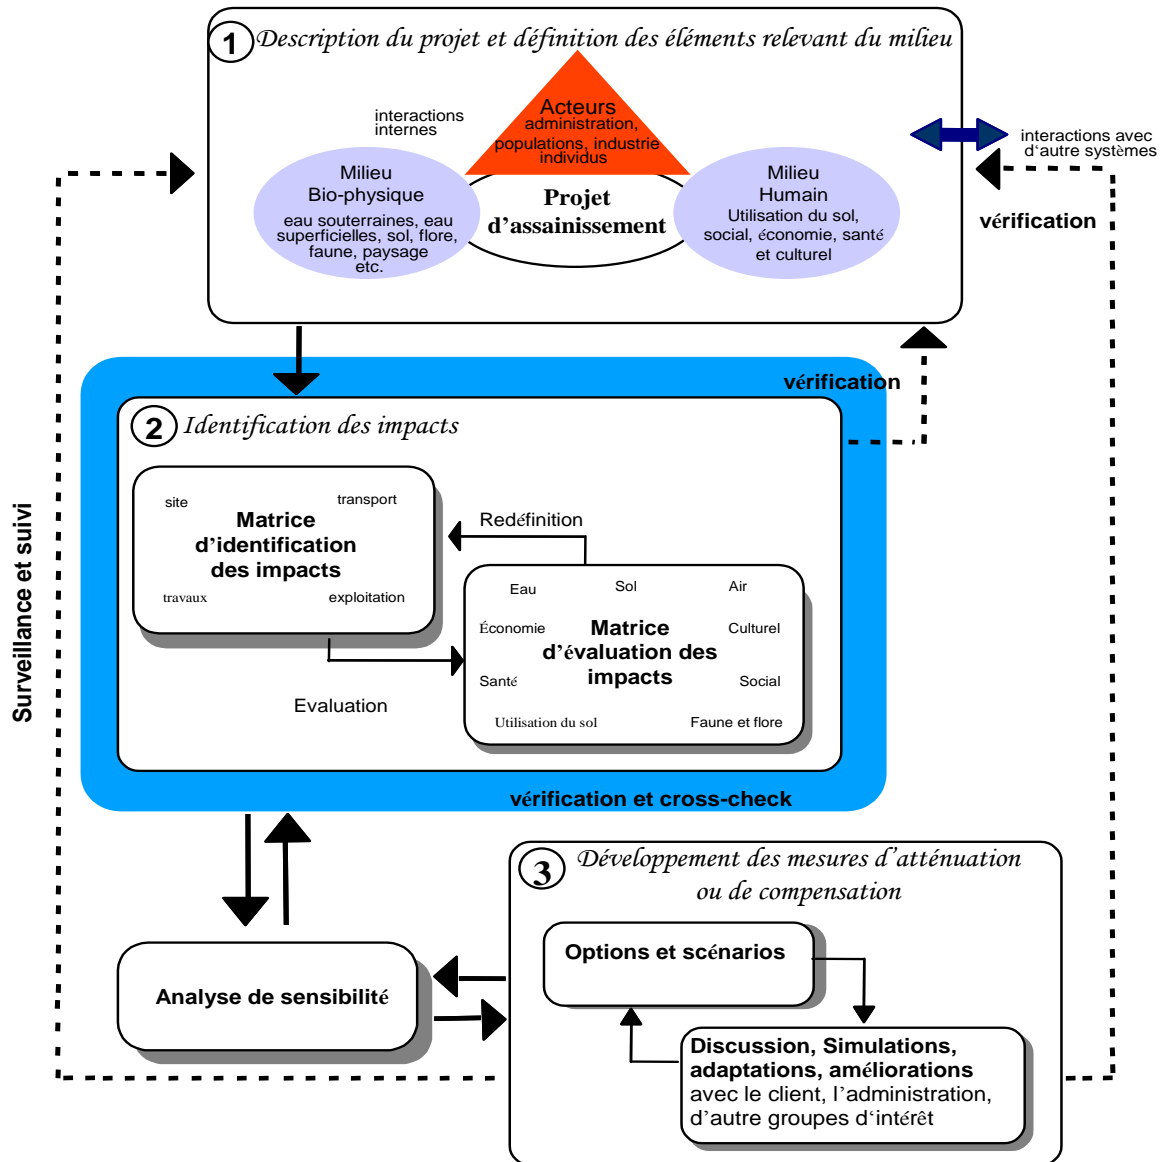 1 Description du projet et définition des éléments relevant du milieu
interactions
internes
Acteurs
administration,
populations, industrie
individus
interactions avec
d‘autre systèmes
Milieu
Bio-physique
eau souterraines, eau
superficielles, sol, flore,
faune, paysage
etc.
Projet
d’assainissement
Milieu
Humain
Utilisation du sol,
social, économie, santé
et culturel
vérification
vérification
2 Identification des impacts
site
transport
Matrice
d’identification
des impacts
travaux
exploitation
Redéfinition
Evaluation
Eau
Sol
Air
Économie
Culturel
Matrice
d’évaluation des
impacts
Santé
Social
Utilisation du sol
Faune et flore
vérification et cross-check
Surveillance et suivi
Analyse de sensibilité
3 Développement des mesures d’atténuation
ou de compensation
Options et scénarios
Discussion, Simulations,
adaptations, améliorations
avec le client, l’administration,
d’autre groupes d‘intérêt